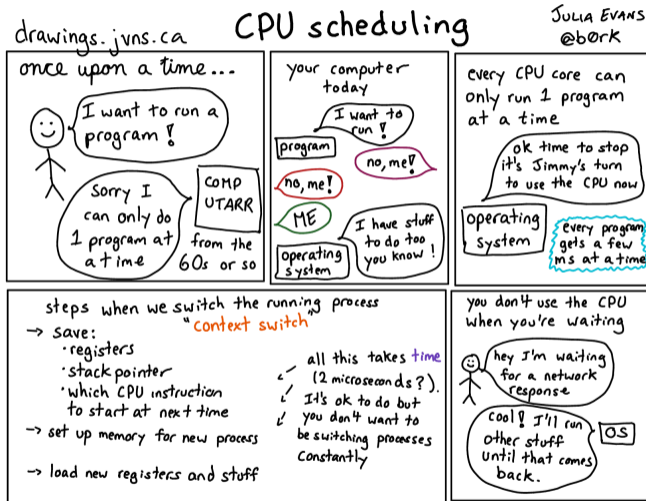 drawings.jvns.ca
CPU scheduling
JULIA EVANS
@b0rk
once upon a time...
I want to run a
program!
Sorry I
can only do
1 program at
a time
COMP
UTARR
from the
60s or so
your computer
today
I want to
run!
program
no, me!
no, me!
ME
I have stuff
to do too
you know!
operating
system
every CPU core can
only run 1 program
at a time
ok time to stop
it's Jimmy's turn
to use the CPU now
operating
system
every program
gets a few
ms at a time
steps when we switch the running process
"context switch"
→ save:
· registers
· stack pointer
· which CPU instruction
to start at next time
→ set up memory for new process
→ load new registers and stuff
all this takes time
(2 microseconds?).
It's ok to do but
you don't want to
be switching processes
constantly
you don't use the CPU
when you're waiting
hey I'm waiting
for a network
response
cool! I'll run
other stuff
until that comes
back.
OS